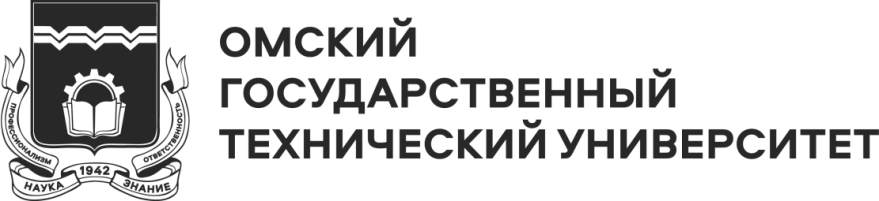 ОМСКИЙ
ГОСУДАРСТВЕННЫЙ
ТЕХНИЧЕСКИЙ УНИВЕРСИТЕТ
ПРОФЕССИОНАЛИЗМ
ОТВЕТСТВЕННОСТЬ
НАУКА 1942 ЗНАНИЕ